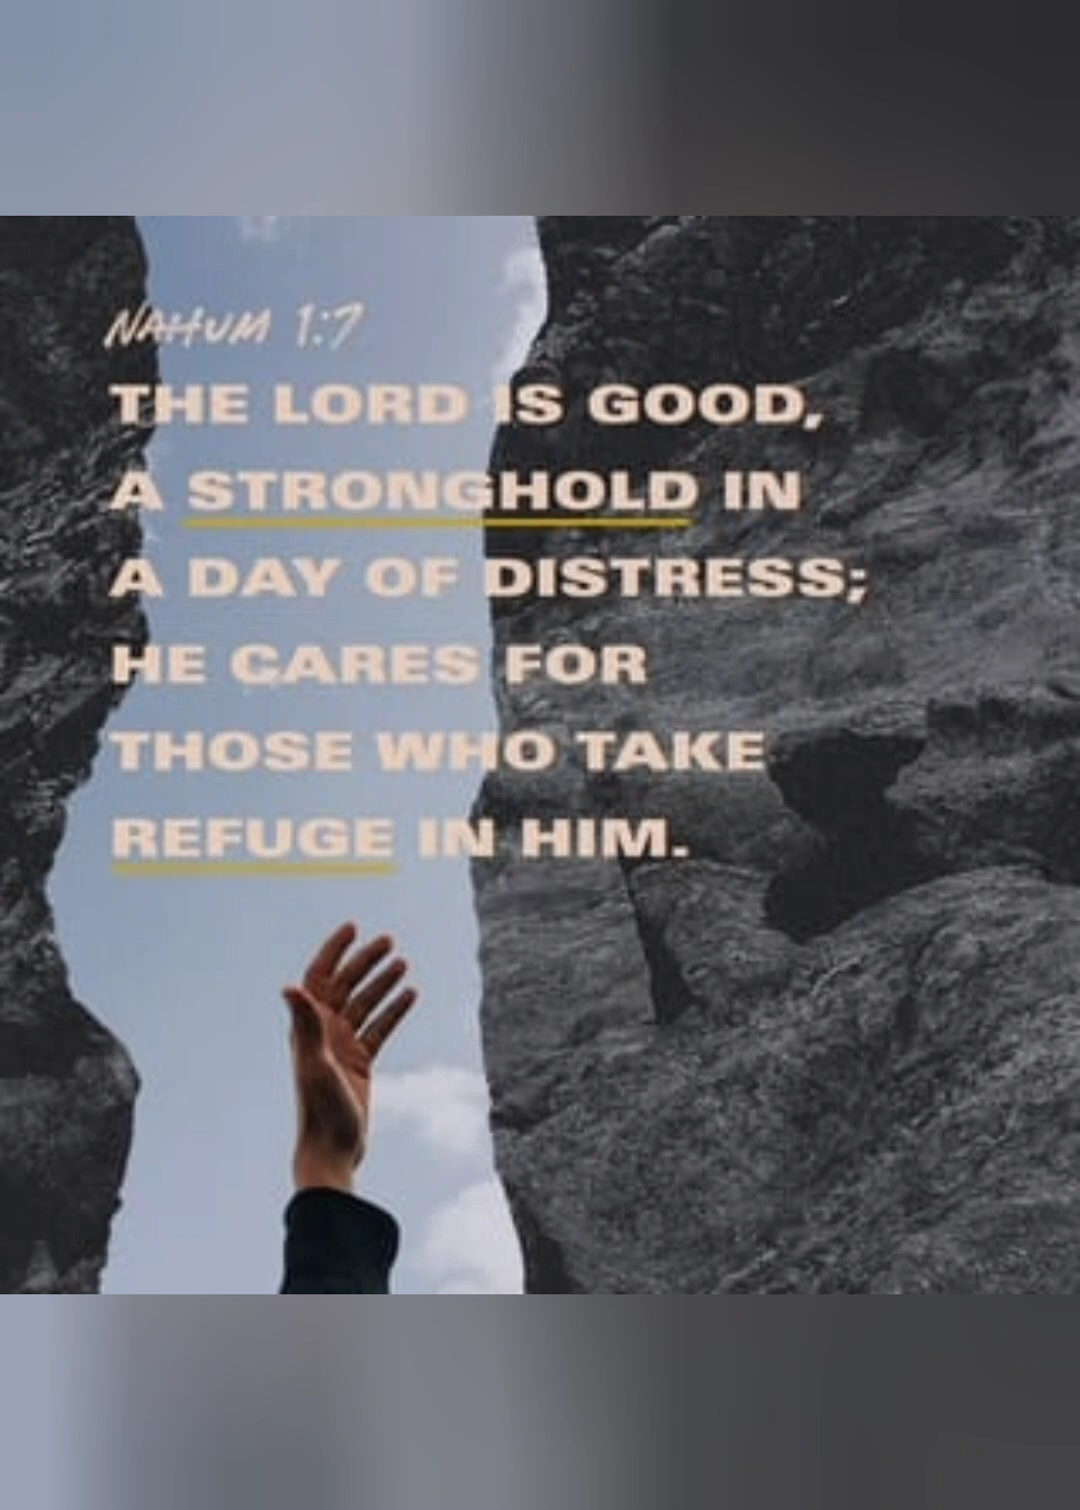 NAHUM 1:7
THE LORD IS GOOD,
A STRONGHOLD IN
A DAY OF DISTRESS;
HE CARES FOR
THOSE WHO TAKE
REFUGE IN HIM.